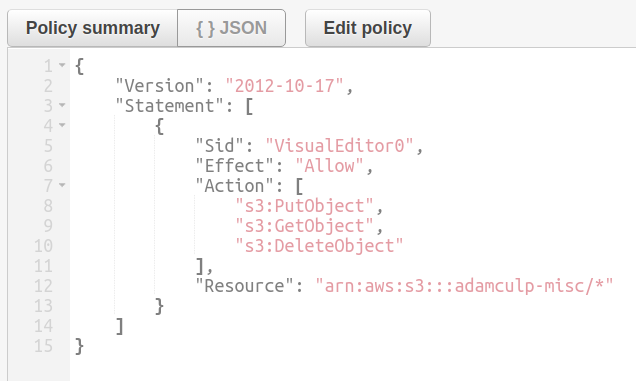 Policy summary { } JSON Edit policy
1 {
2 "Version": "2012-10-17",
3 "Statement": [
4 {
5 "Sid": "VisualEditor0",
6 "Effect": "Allow",
7 "Action": [
8 "s3:PutObject",
9 "s3:GetObject",
10 "s3:DeleteObject"
11 ],
12 "Resource": "arn:aws:s3:::adamculp-misc/*"
13 }
14 ]
15 }